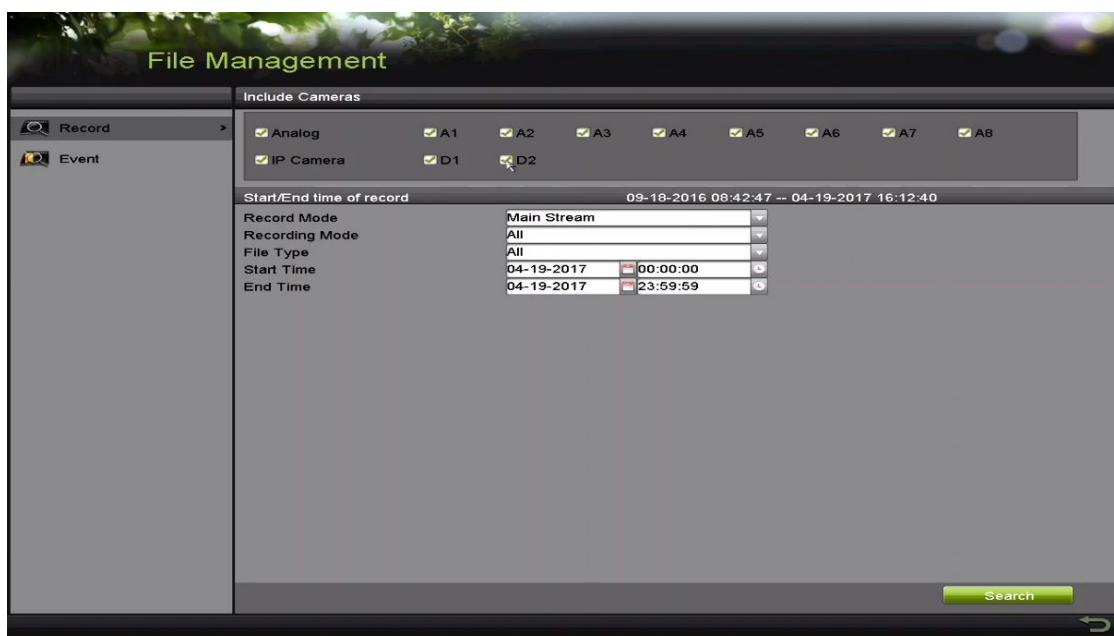 File Management
Include Cameras
Record
Event
Analog A1 A2 A3 A4 A5 A6 A7 A8
IP Camera D1 D2
Start/End time of record 09-18-2016 08:42:47 -- 04-19-2017 16:12:40
Record Mode Main Stream
Recording Mode All
File Type All
Start Time 04-19-2017 00:00:00
End Time 04-19-2017 23:59:59
Search